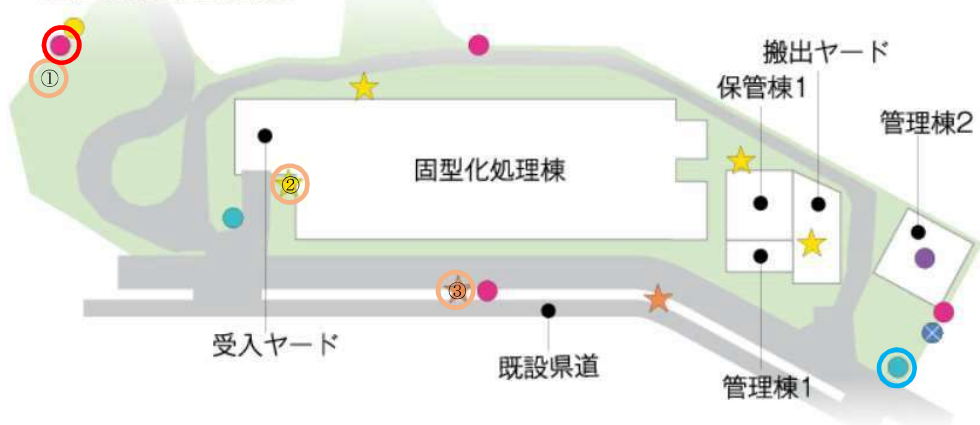 ①
搬出ヤード
保管棟1
管理棟2
固型化処理棟
②
③
受入ヤード
既設県道
管理棟1